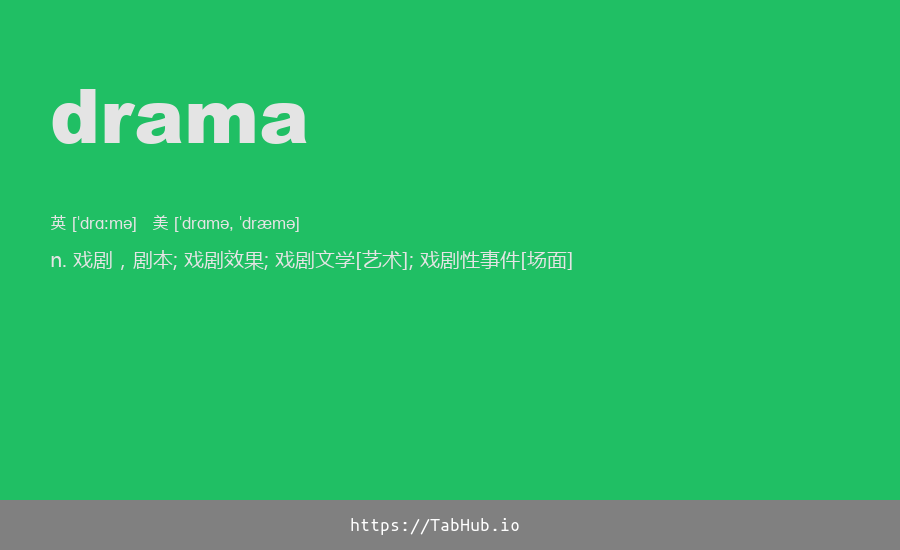 drama
英 [ˈdrɑːmə]   美 [ˈdrɑmə, ˈdræmə]
n. 戏剧，剧本; 戏剧效果; 戏剧文学[艺术]; 戏剧性事件[场面]
https://TabHub.io